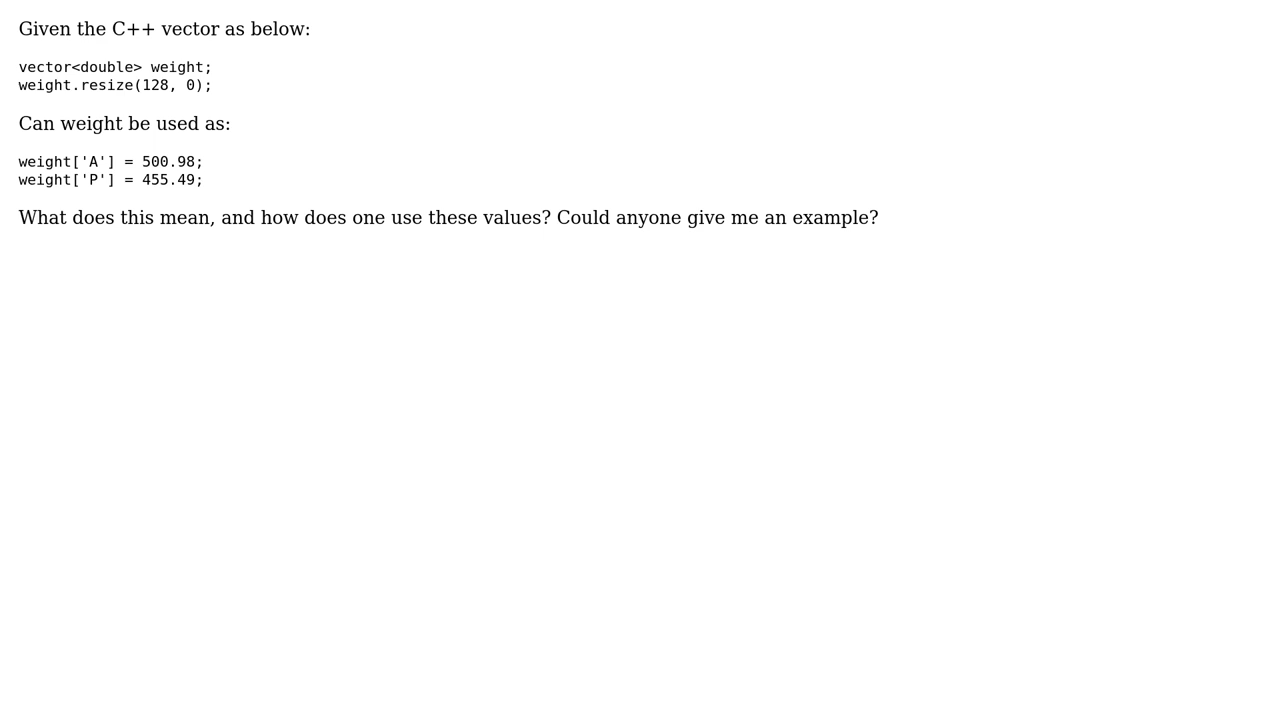 Given the C++ vector as below:
vector<double> weight;
weight.resize(128, 0);
Can weight be used as:
weight['A'] = 500.98;
weight['P'] = 455.49;
What does this mean, and how does one use these values? Could anyone give me an example?